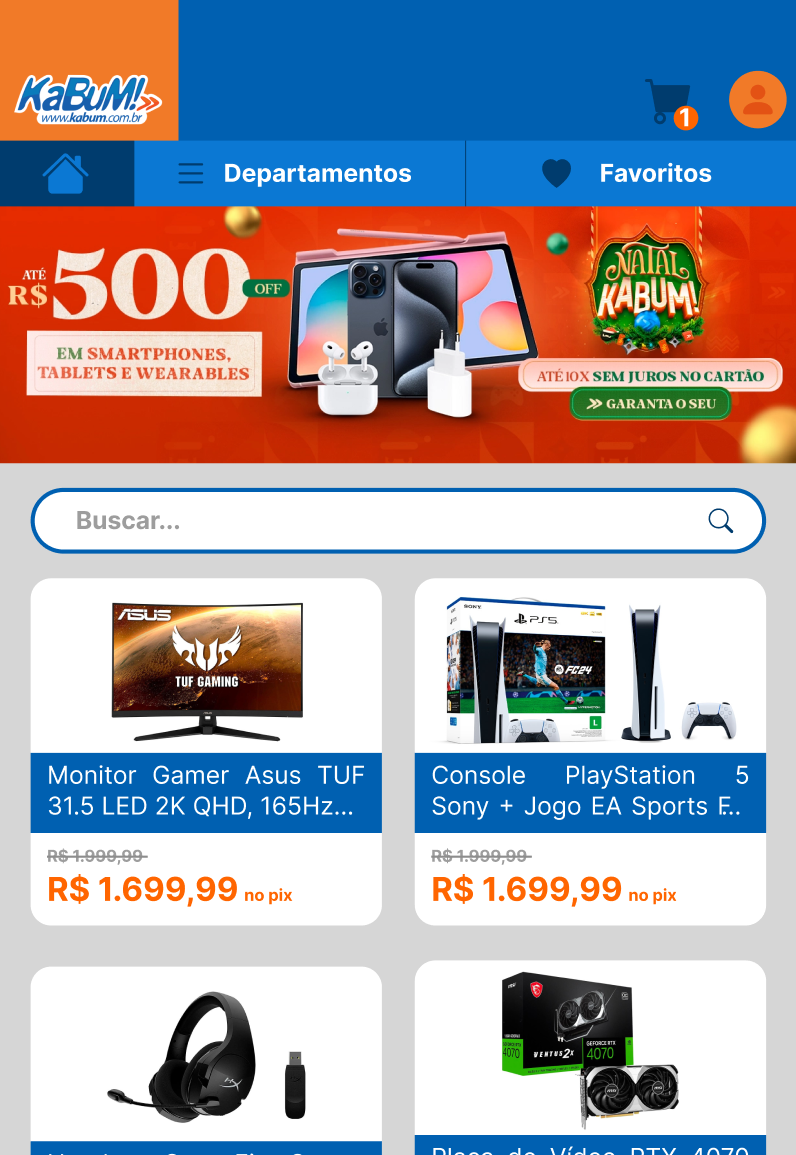 KaBuM!
www.kabum.com.br
1
Departamentos
Favoritos
ATÉ
R$ 500
OFF
EM SMARTPHONES,
TABLETS E WEARABLES
NATAL
KABUM!
ATÉ 10X SEM JUROS NO CARTÃO
GARANTA O SEU
Buscar...
ASUS
TUF GAMING
SONY
PS5
FC24
L
Monitor Gamer Asus TUF
31.5 LED 2K QHD, 165Hz...
Console PlayStation 5
Sony + Jogo EA Sports F...
R$ 1.999,99
R$ 1.699,99 no pix
R$ 1.999,99
R$ 1.699,99 no pix
VENTUS 2X
GEFORCE RTX
4070
4070
Placa de Vídeo RTX 4070